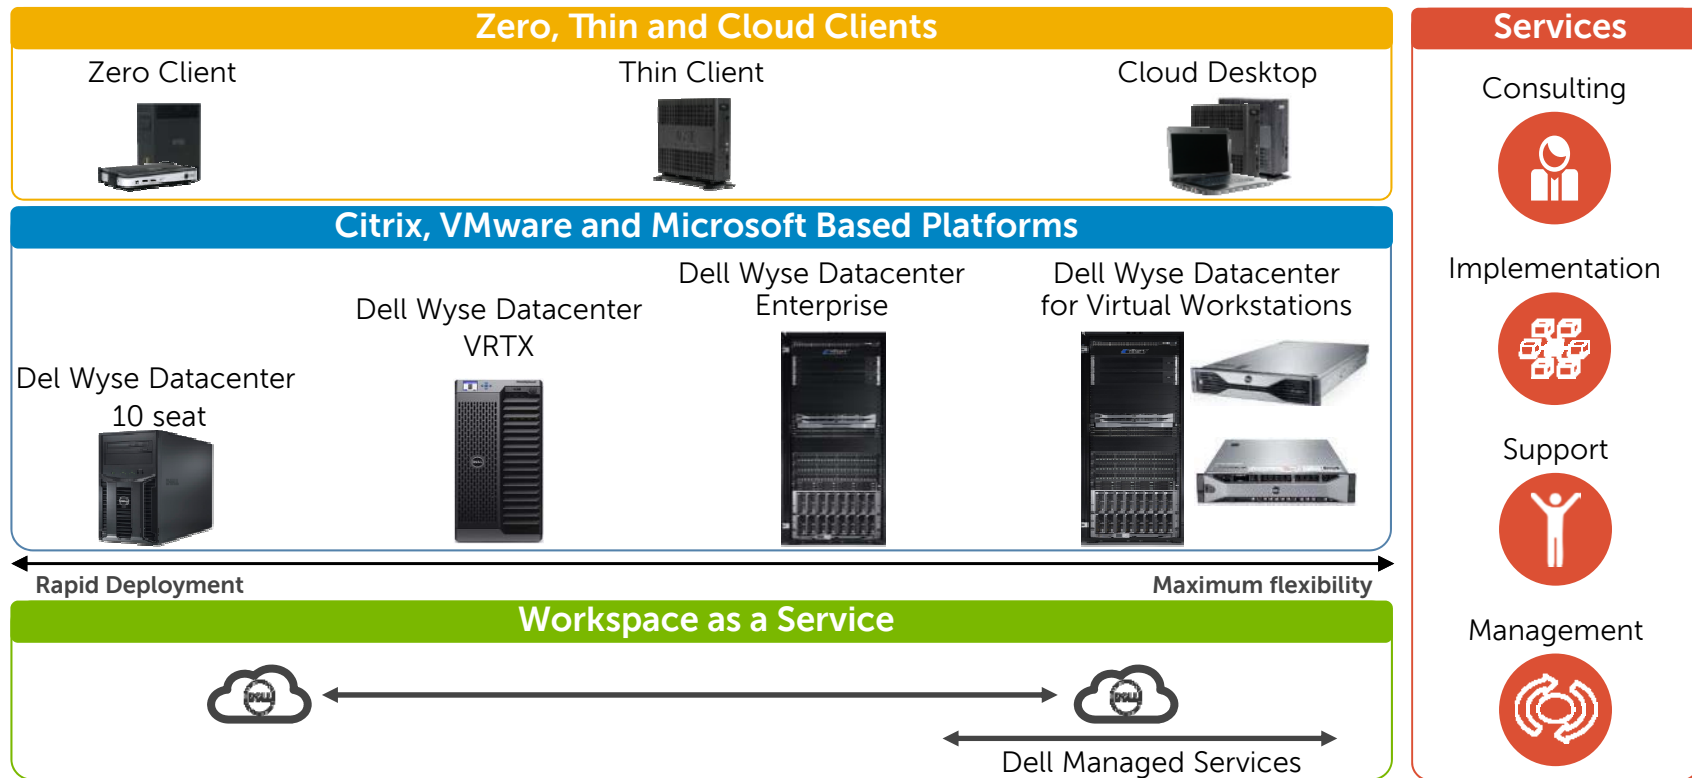 Zero, Thin and Cloud Clients
Zero Client
Thin Client
Cloud Desktop
Citrix, VMware and Microsoft Based Platforms
Del Wyse Datacenter
10 seat
Dell Wyse Datacenter
VRTX
Dell Wyse Datacenter
Enterprise
Dell Wyse Datacenter
for Virtual Workstations
Rapid Deployment
Maximum flexibility
Workspace as a Service
DELL
DELL
Dell Managed Services
Services
Consulting
Implementation
Support
Management